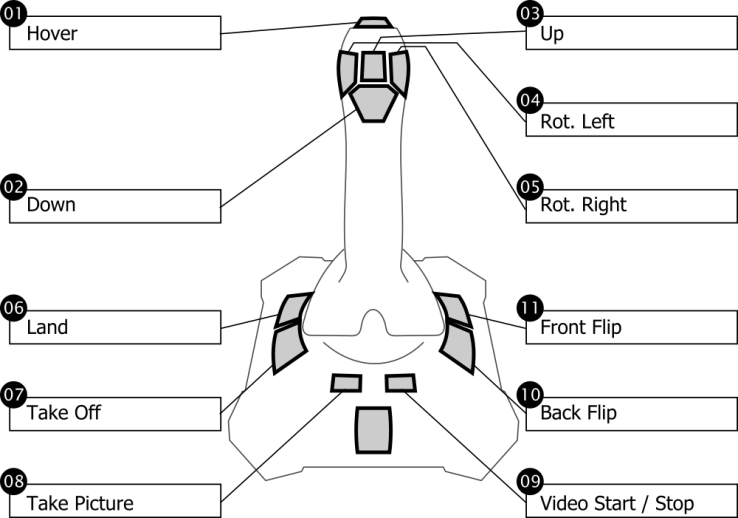 01
Hover
02
Down
03
Up
04
Rot. Left
05
Rot. Right
06
Land
07
Take Off
08
Take Picture
11
Front Flip
10
Back Flip
09
Video Start / Stop